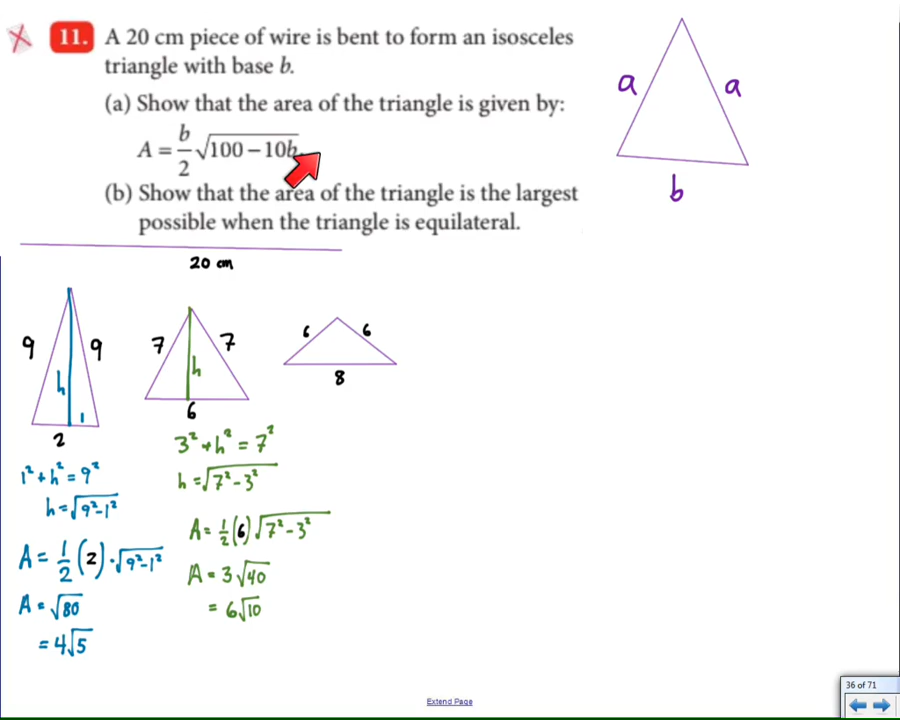 11. A 20 cm piece of wire is bent to form an isosceles
triangle with base b.
(a) Show that the area of the triangle is given by:
A = b/2 √100 – 10b.
(b) Show that the area of the triangle is the largest
possible when the triangle is equilateral.
a a
b
20 cm
9 9
h
1
2
7 7
h
6
6 6
8
1² + h² = 9²
h = √9² - 1²
A = 1/2 (2) · √9² - 1²
A = √80
= 4√5
3² + h² = 7²
h = √7² - 3²
A = 1/2 (6) √7² - 3²
A = 3√40
= 6√10
36 of 71
Extend Page